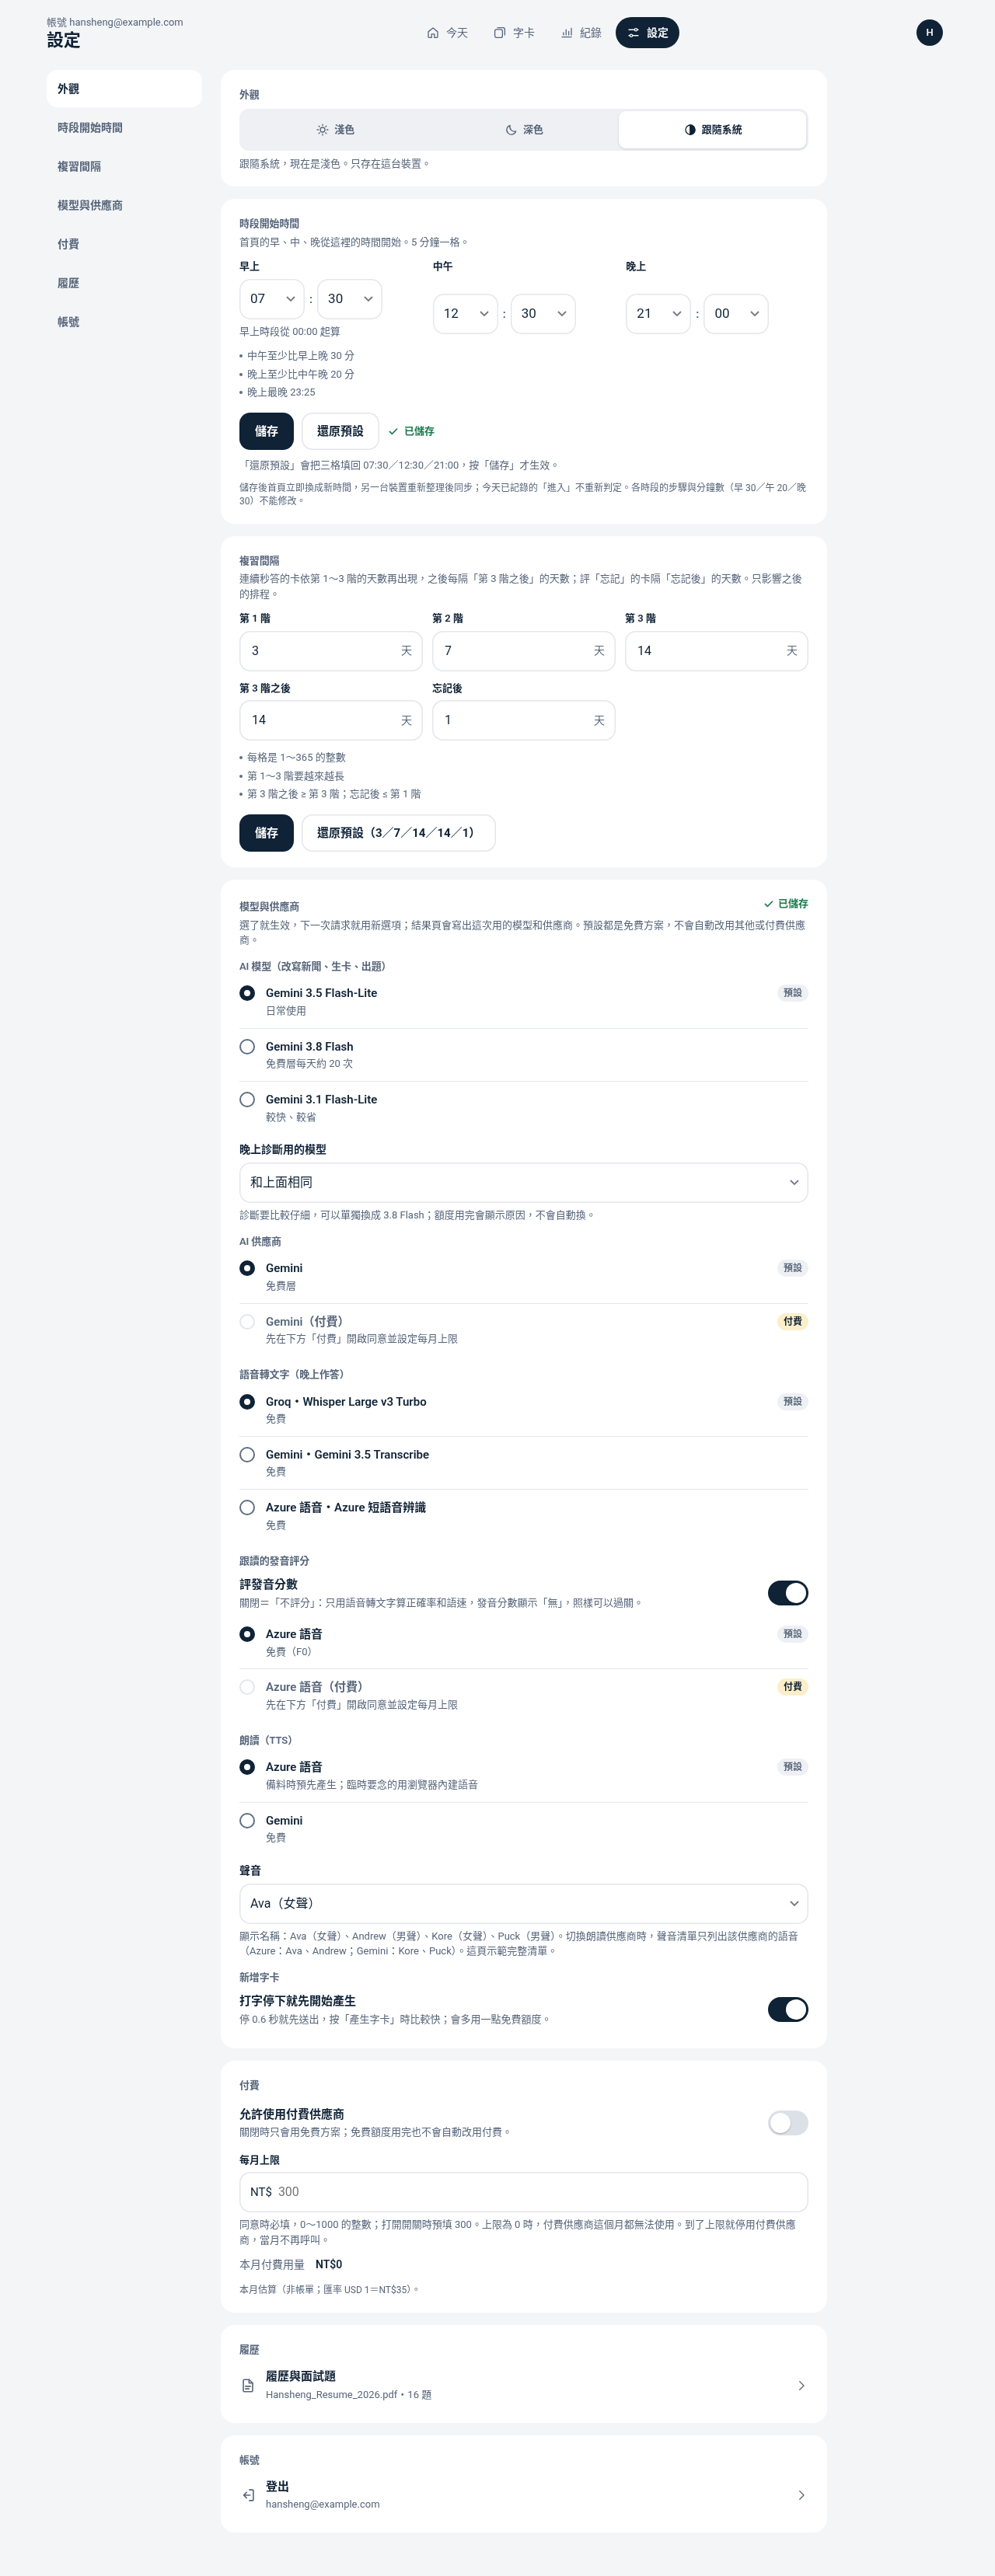 帳號 hansheng@example.com
設定
今天
字卡
紀錄
設定
H
外觀
時段開始時間
複習間隔
模型與供應商
付費
履歷
帳號
外觀
淺色
深色
跟隨系統
跟隨系統，現在是淺色。只存在這台裝置。
時段開始時間
首頁的早、中、晚從這裡的時間開始。5 分鐘一格。
早上
中午
晚上
07 : 30
12 : 30
21 : 00
早上時段從 00:00 起算
• 中午至少比早上晚 30 分
• 晚上至少比中午晚 20 分
• 晚上最晚 23:25
儲存
還原預設
已儲存
「還原預設」會把三格填回 07:30／12:30／21:00，按「儲存」才生效。
儲存後首頁立即換成新時間，另一台裝置重新整理後同步；今天已記錄的「進入」不重新判定。各時段的步驟與分鐘數（早 30／午 20／晚
30）不能修改。
複習間隔
連續秒答的卡依第 1～3 階的天數再出現，之後每隔「第 3 階之後」的天數；評「忘記」的卡隔「忘記後」的天數。只影響之後
的排程。
第 1 階
第 2 階
第 3 階
3 天
7 天
14 天
第 3 階之後
忘記後
14 天
1 天
• 每格是 1～365 的整數
• 第 1～3 階要越來越長
• 第 3 階之後 ≥ 第 3 階；忘記後 ≤ 第 1 階
儲存
還原預設（3／7／14／14／1）
模型與供應商
已儲存
選了就生效，下一次請求就用新選項；結果頁會寫出這次用的模型和供應商。預設都是免費方案，不會自動改用其他或付費供應
商。
AI 模型（改寫新聞、生卡、出題）
Gemini 3.5 Flash-Lite
預設
日常使用
Gemini 3.8 Flash
免費層每天約 20 次
Gemini 3.1 Flash-Lite
較快、較省
晚上診斷用的模型
和上面相同
診斷要比較仔細，可以單獨換成 3.8 Flash；額度用完會顯示原因，不會自動換。
AI 供應商
Gemini
預設
免費層
Gemini（付費）
付費
先在下方「付費」開啟同意並設定每月上限
語音轉文字（晚上作答）
Groq・Whisper Large v3 Turbo
預設
免費
Gemini・Gemini 3.5 Transcribe
免費
Azure 語音・Azure 短語音辨識
免費
跟讀的發音評分
評發音分數
關閉＝「不評分」：只用語音轉文字算正確率和語速，發音分數顯示「無」，照樣可以過關。
Azure 語音
預設
免費（F0）
Azure 語音（付費）
付費
先在下方「付費」開啟同意並設定每月上限
朗讀（TTS）
Azure 語音
預設
備料時預先產生；臨時要念的用瀏覽器內建語音
Gemini
免費
聲音
Ava（女聲）
顯示名稱：Ava（女聲）、Andrew（男聲）、Kore（女聲）、Puck（男聲）。切換朗讀供應商時，聲音清單只列出該供應商的語音
（Azure：Ava、Andrew；Gemini：Kore、Puck）。這頁示範完整清單。
新增字卡
打字停下就先開始產生
停 0.6 秒就先送出，按「產生字卡」時比較快；會多用一點免費額度。
付費
允許使用付費供應商
關閉時只會用免費方案；免費額度用完也不會自動改用付費。
每月上限
NT$ 300
同意時必填，0～1000 的整數；打開開關時預填 300。上限為 0 時，付費供應商這個月都無法使用。到了上限就停用付費供應
商，當月不再呼叫。
本月付費用量 NT$0
本月估算（非帳單；匯率 USD 1＝NT$35）。
履歷
履歷與面試題
Hansheng_Resume_2026.pdf・16 題
帳號
登出
hansheng@example.com